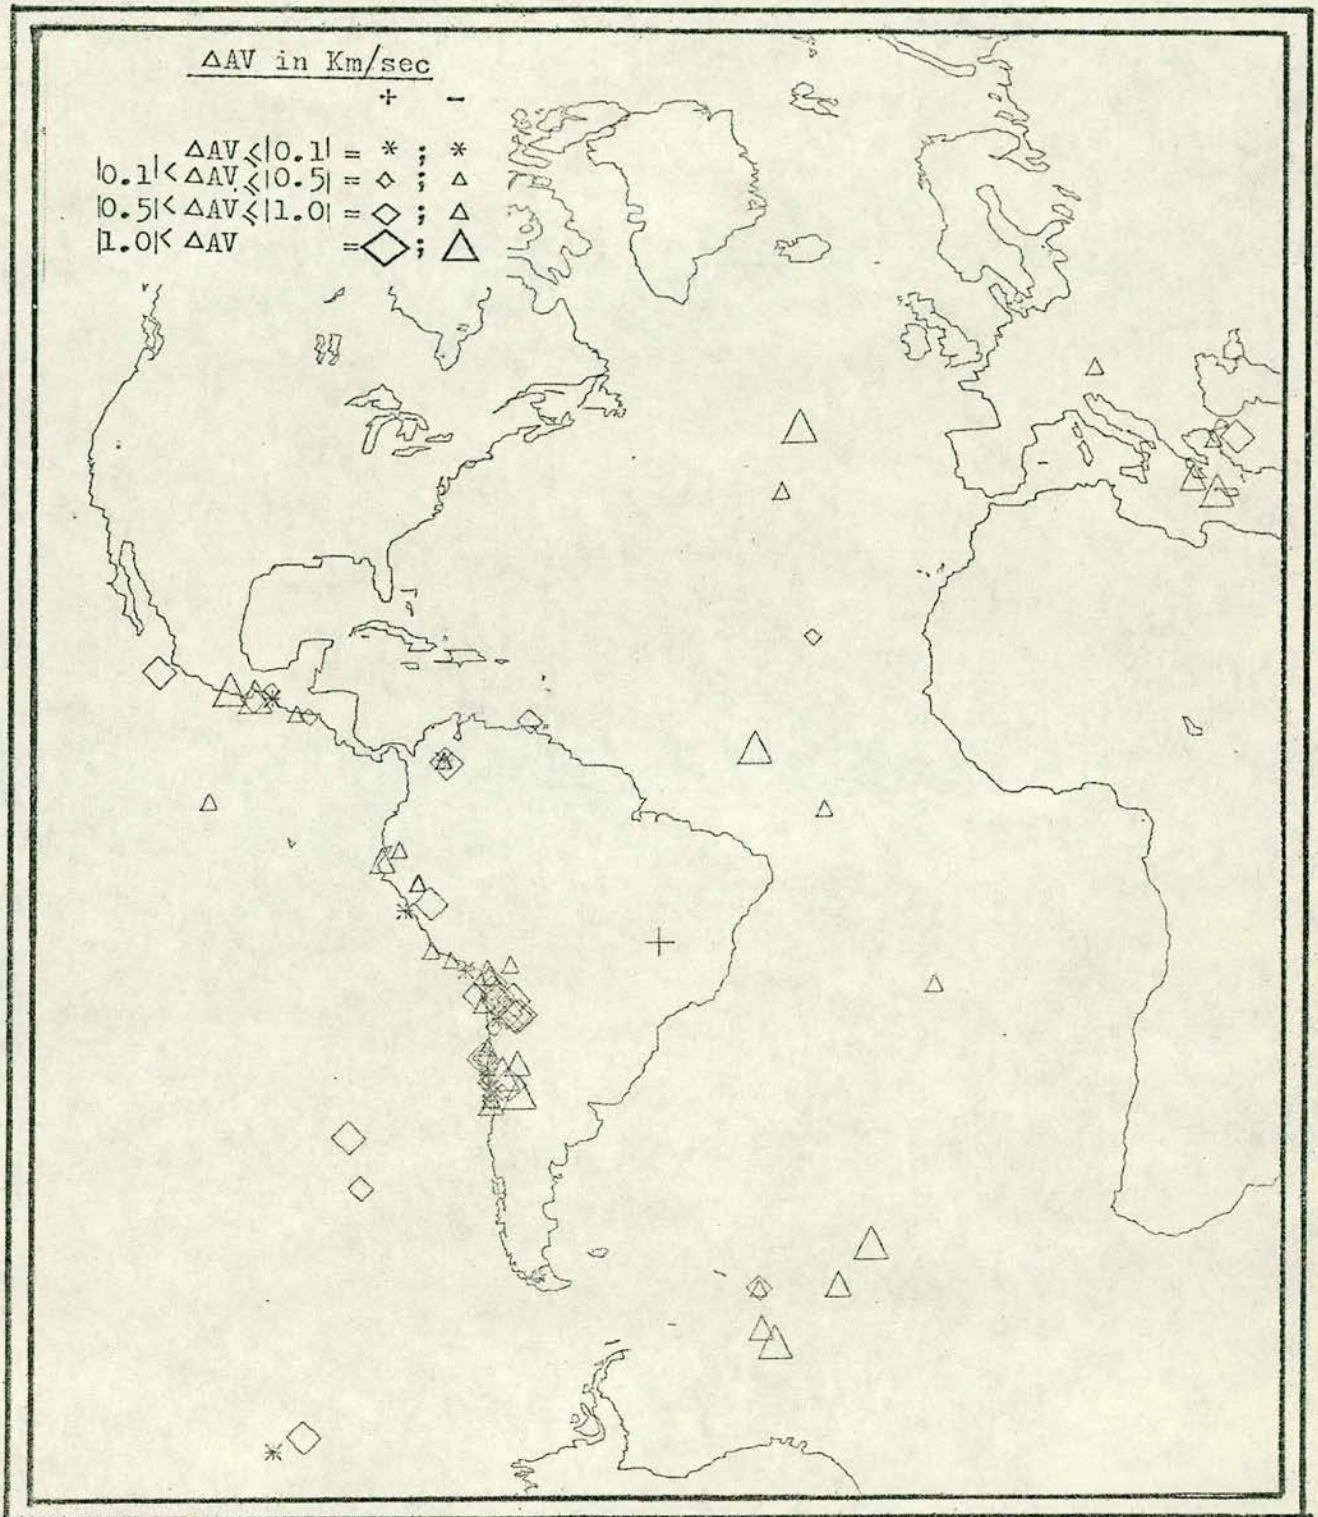 ΔAV in Km/sec
+ -
ΔAV ⩽|0.1| = * ; *
|0.1|< ΔAV ⩽|0.5| = ◇ ; △
|0.5|< ΔAV ⩽|1.0| = ◇ ; △
|1.0|< ΔAV = ◇ ; △